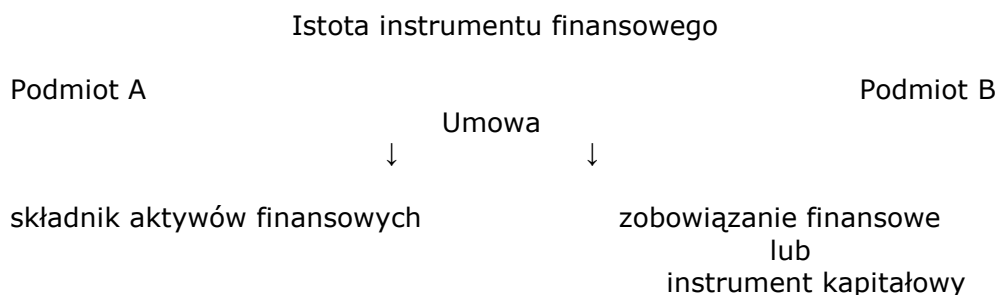 Istota instrumentu finansowego
Podmiot A Podmiot B
Umowa
↓ ↓
składnik aktywów finansowych zobowiązanie finansowe
lub
instrument kapitałowy